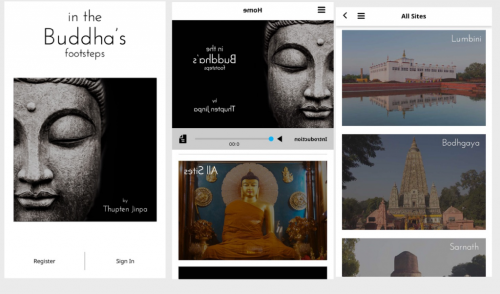 in the
Buddha's
footsteps
by
Thupten Jinpa
Register
Sign In
Home
in the
Buddha's
footsteps
by
Thupten Jinpa
00:0
Introduction
All Sites
All Sites
Lumbini
Bodhgaya
Sarnath